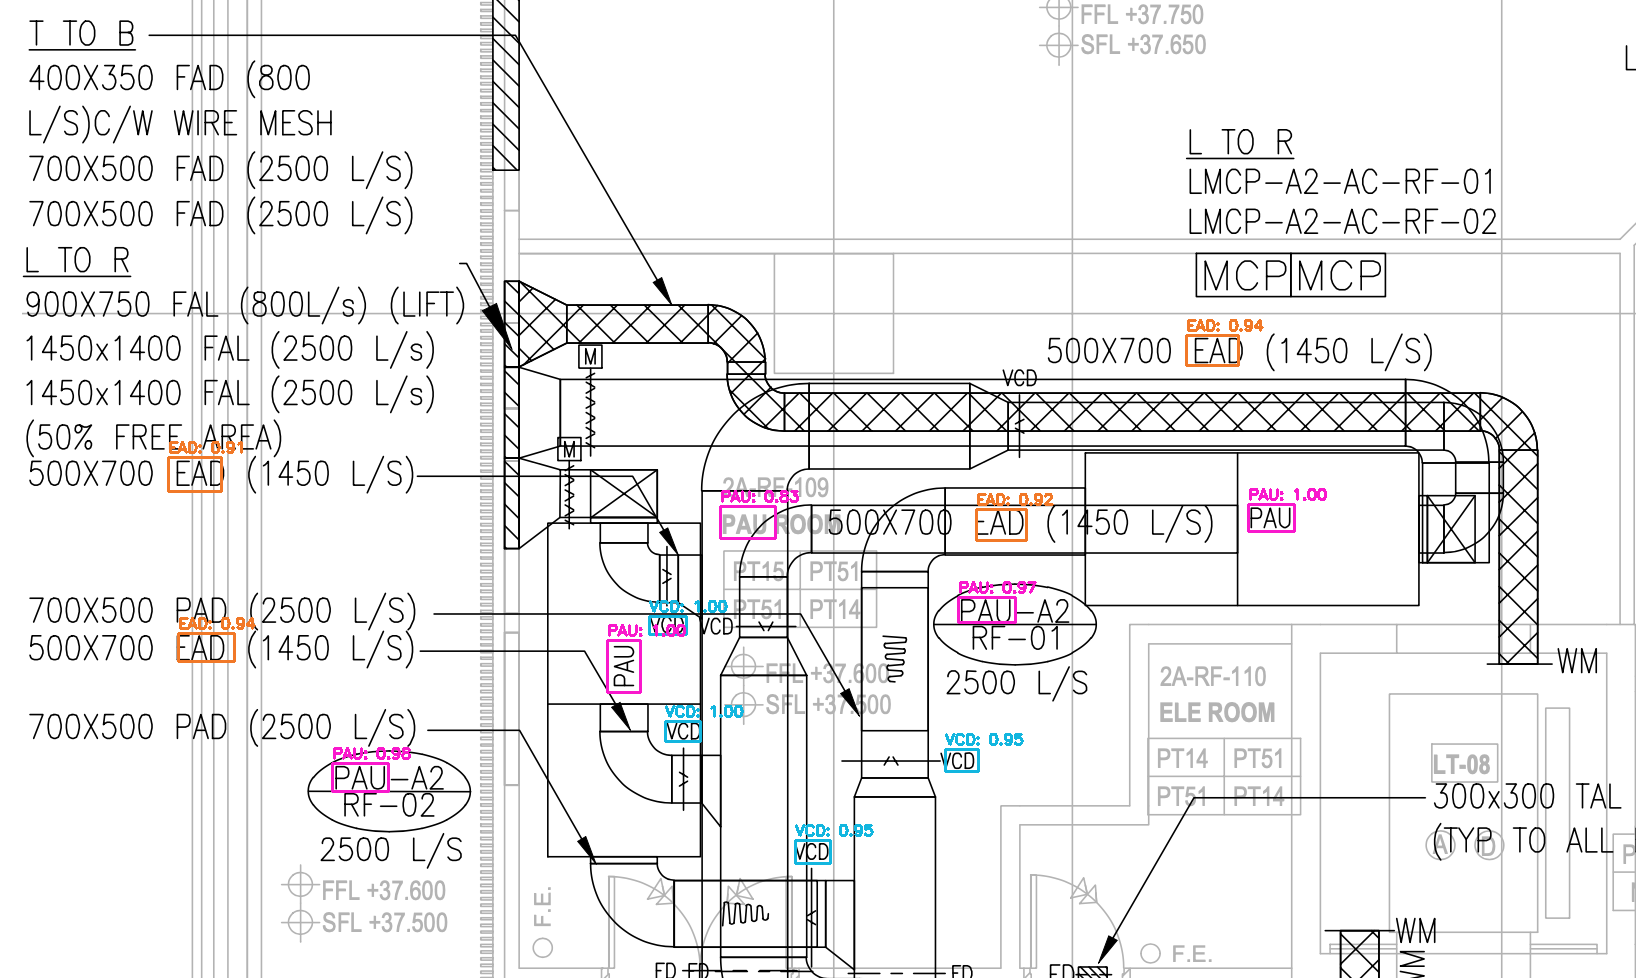 T TO B
400X350 FAD (800
L/S)C/W WIRE MESH
700X500 FAD (2500 L/S)
700X500 FAD (2500 L/S)
L TO R
900X750 FAL (800L/s) (LIFT)
1450x1400 FAL (2500 L/s)
1450x1400 FAL (2500 L/s)
(50% FREE AREA)
EAD: 0.91
500X700 EAD (1450 L/S)
700X500 PAD (2500 L/S)
EAD: 0.94
500X700 EAD (1450 L/S)
700X500 PAD (2500 L/S)
PAU: 0.98
PAU-A2
RF-02
2500 L/S
FFL +37.600
SFL +37.500
FFL +37.750
SFL +37.650
L TO R
LMCP-A2-AC-RF-01
LMCP-A2-AC-RF-02
MCP MCP
EAD: 0.94
500X700 EAD (1450 L/S)
VCD
M
M
2A-RF-109
PAU: 0.83
PAU ROOM
EAD: 0.92
500X700 EAD (1450 L/S)
PAU: 1.00
PAU
PT15 PT51
PT51 PT14
VCD: 1.00
VCD
VCD
PAU: 1.00
PAU
PAU: 0.97
PAU-A2
RF-01
2500 L/S
FFL +37.600
SFL +37.500
VCD: 1.00
VCD
VCD: 0.95
VCD
VCD: 0.95
VCD
WM
2A-RF-110
ELE ROOM
PT14 PT51
PT51 PT14
LT-08
300x300 TAL
(TYP TO ALL
A D
F.E.
F.E.
WM
WM
FD FD
FD
FD
L
P